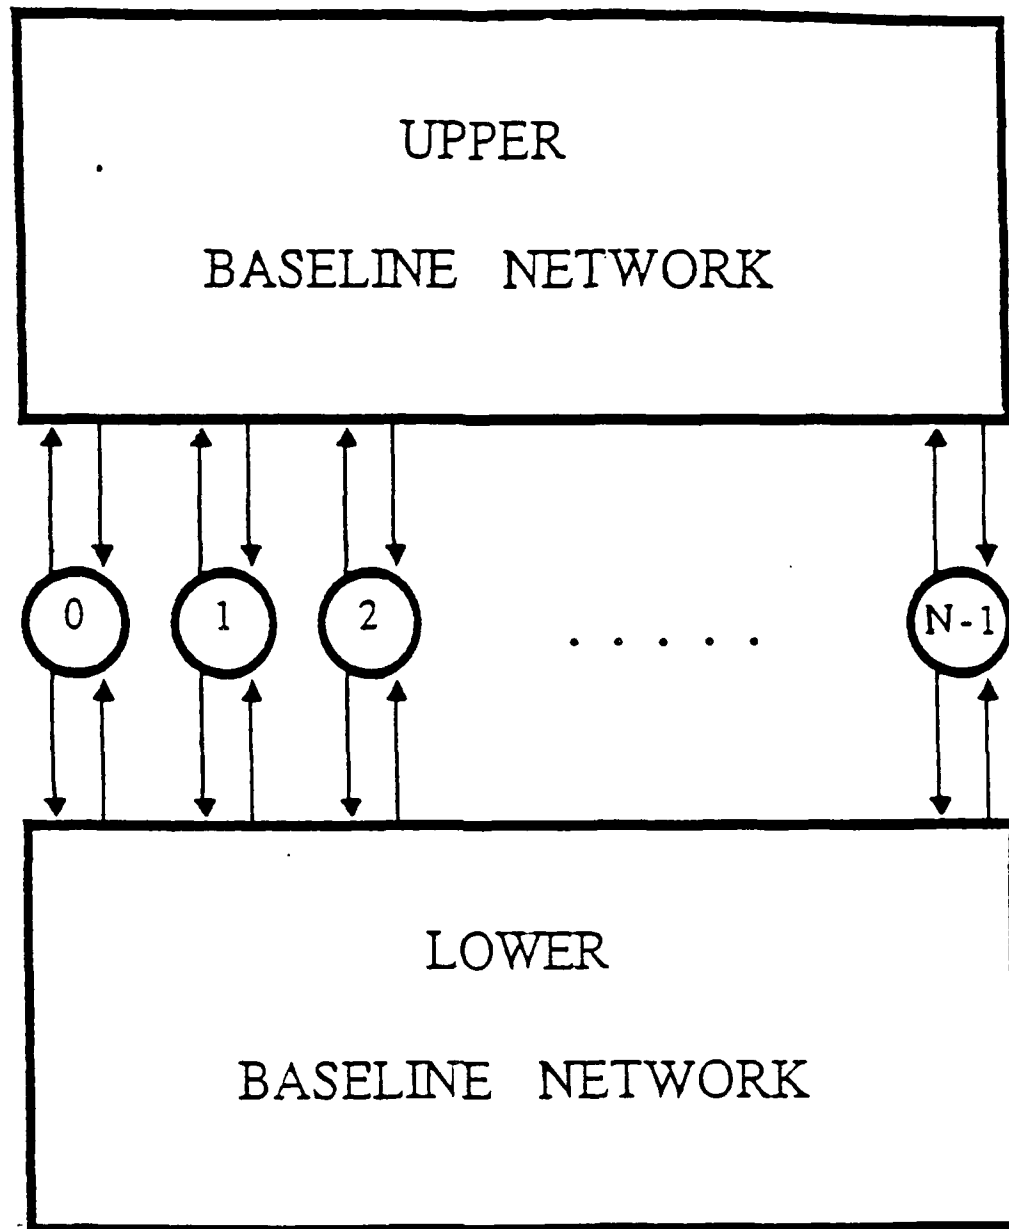 UPPER
BASELINE NETWORK
0 1 2 . . . . . N-1
LOWER
BASELINE NETWORK